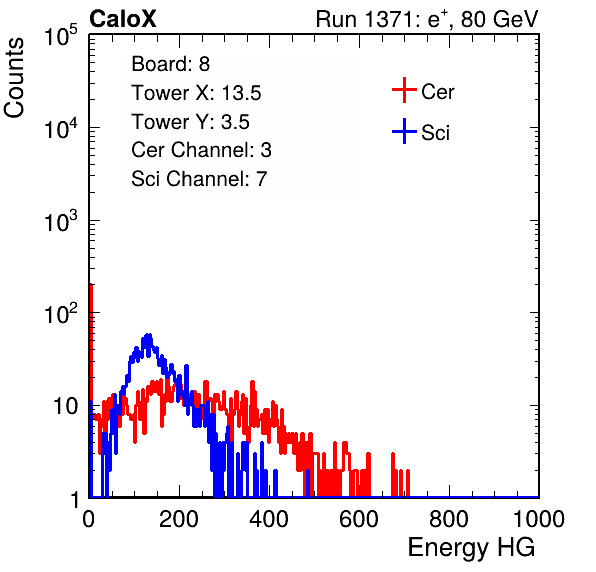 CaloX Run 1371: e⁺, 80 GeV
Counts
10⁵
10⁴
10³
10²
10
1
Board: 8
Tower X: 13.5
Tower Y: 3.5
Cer Channel: 3
Sci Channel: 7
Cer
Sci
0 200 400 600 800 1000
Energy HG